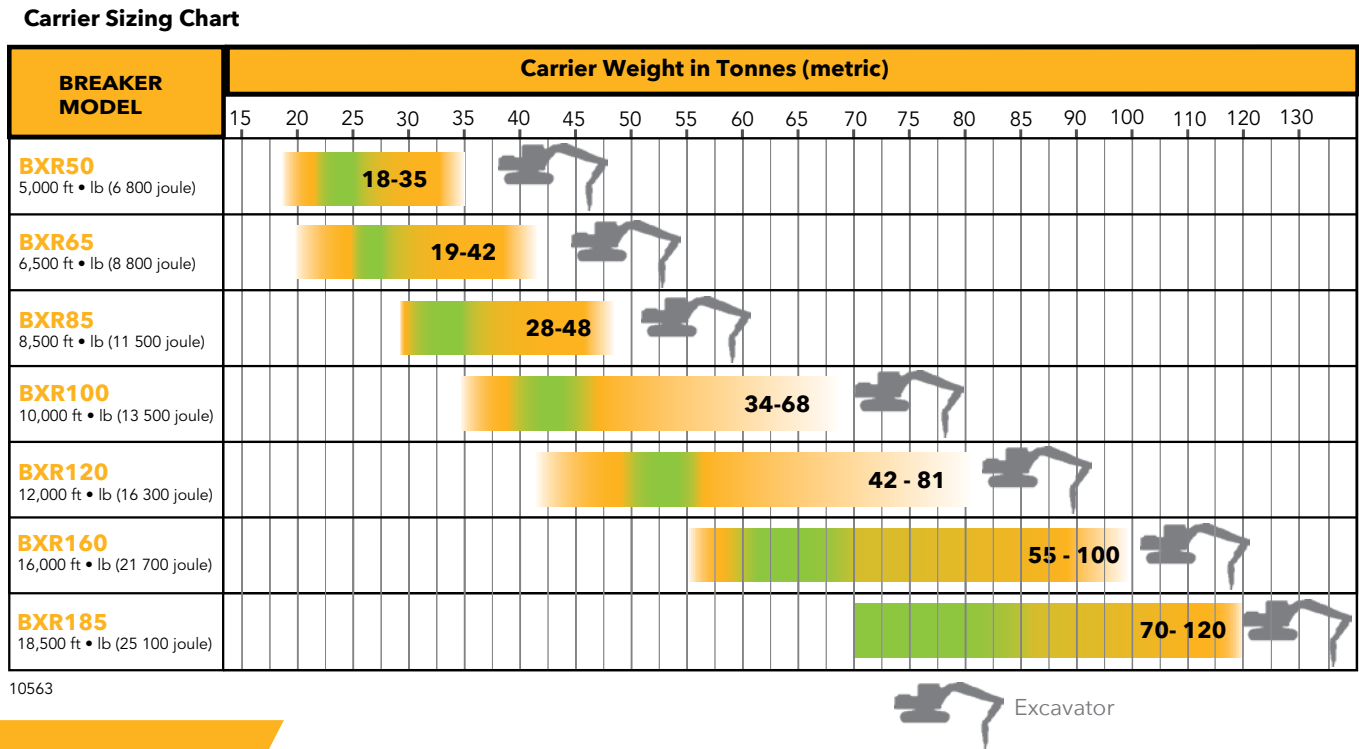 Carrier Sizing Chart
BREAKER
MODEL
Carrier Weight in Tonnes (metric)
15 20 25 30 35 40 45 50 55 60 65 70 75 80 85 90 100 110 120 130
BXR50
5,000 ft • lb (6 800 joule)
18-35
BXR65
6,500 ft • lb (8 800 joule)
19-42
BXR85
8,500 ft • lb (11 500 joule)
28-48
BXR100
10,000 ft • lb (13 500 joule)
34-68
BXR120
12,000 ft • lb (16 300 joule)
42 - 81
BXR160
16,000 ft • lb (21 700 joule)
55 - 100
BXR185
18,500 ft • lb (25 100 joule)
70- 120
10563
Excavator